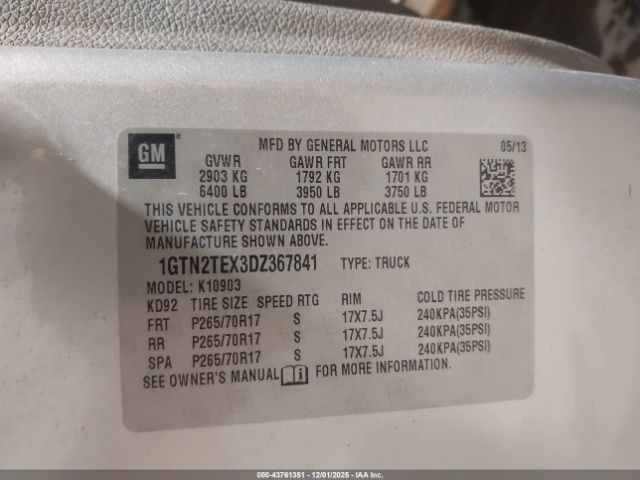 GM MFD BY GENERAL MOTORS LLC 05/13
GVWR GAWR FRT GAWR RR
2903 KG 1792 KG 1701 KG
6400 LB 3950 LB 3750 LB
THIS VEHICLE CONFORMS TO ALL APPLICABLE U.S. FEDERAL MOTOR
VEHICLE SAFETY STANDARDS IN EFFECT ON THE DATE OF
MANUFACTURE SHOWN ABOVE.
1GTN2TEX3DZ367841 TYPE: TRUCK
MODEL: K10903
KD92 TIRE SIZE SPEED RTG RIM COLD TIRE PRESSURE
FRT P265/70R17 S 17X7.5J 240KPA(35PSI)
RR P265/70R17 S 17X7.5J 240KPA(35PSI)
SPA P265/70R17 S 17X7.5J 240KPA(35PSI)
SEE OWNER'S MANUAL FOR MORE INFORMATION.
000-43761351 - 12/01/2025 - IAA, Inc.